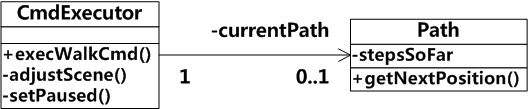 CmdExecutor
+execWalkCmd()
-adjustScene()
-setPaused()
-currentPath
1
0..1
Path
-stepsSoFar
+getNextPosition()